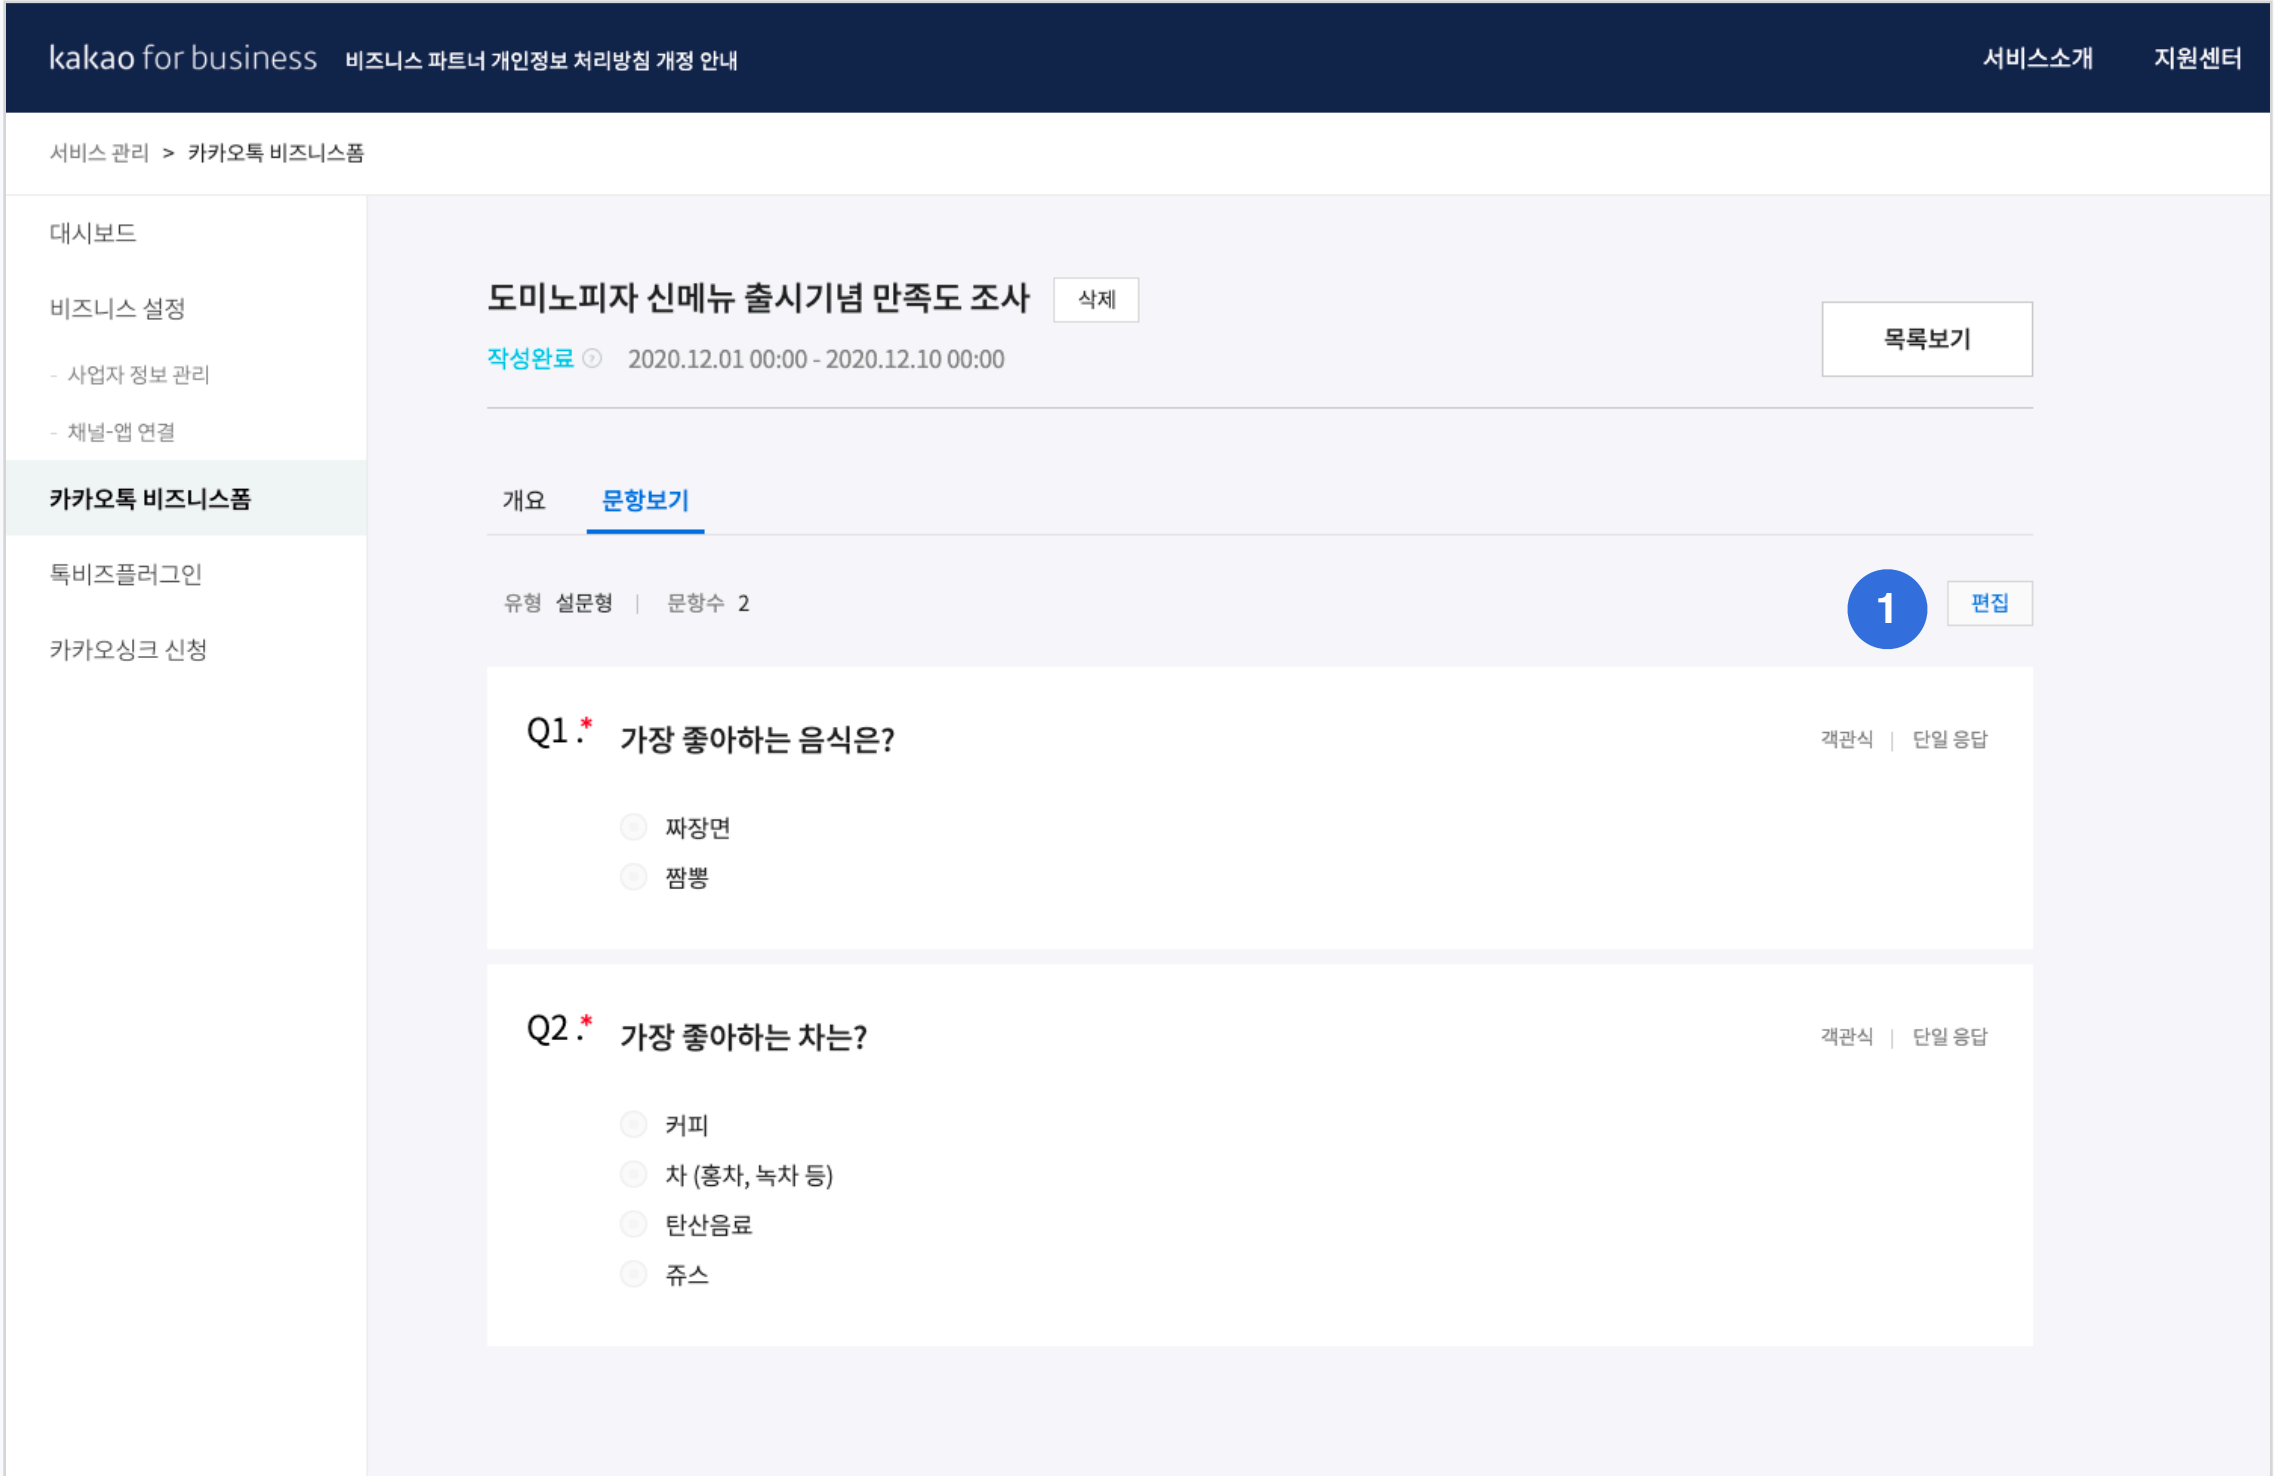 kakao for business 비즈니스 파트너 개인정보 처리방침 개정 안내 서비스소개 지원센터
서비스 관리 > 카카오톡 비즈니스폼
대시보드
비즈니스 설정
- 사업자 정보 관리
- 채널-앱 연결
카카오톡 비즈니스폼
톡비즈플러그인
카카오싱크 신청
도미노피자 신메뉴 출시기념 만족도 조사 삭제
작성완료 ? 2020.12.01 00:00 - 2020.12.10 00:00
목록보기
개요 문항보기
유형 설문형 | 문항수 2
1 편집
Q1.* 가장 좋아하는 음식은? 객관식 | 단일 응답
짜장면
짬뽕
Q2.* 가장 좋아하는 차는? 객관식 | 단일 응답
커피
차 (홍차, 녹차 등)
탄산음료
쥬스